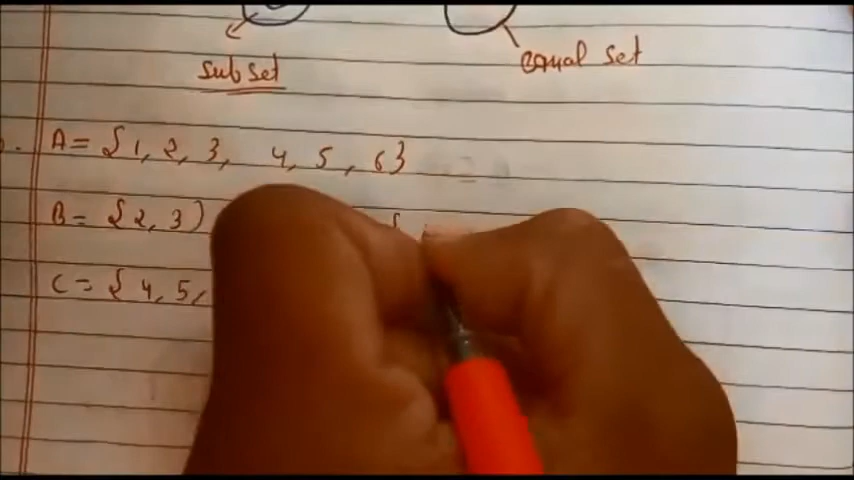 subset
equal set
A = {1, 2, 3, 4, 5, 6}
B = {2, 3}
C = {4, 5,